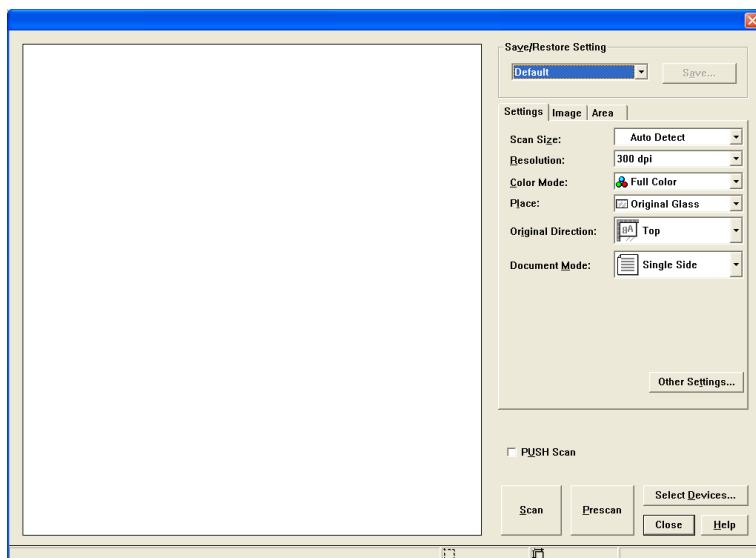 Save/Restore Setting
Default Save...
Settings Image Area
Scan Size: Auto Detect
Resolution: 300 dpi
Color Mode: Full Color
Place: Original Glass
Original Direction: Top
Document Mode: Single Side
Other Settings...
PUSH Scan
Scan Prescan Select Devices...
Close Help